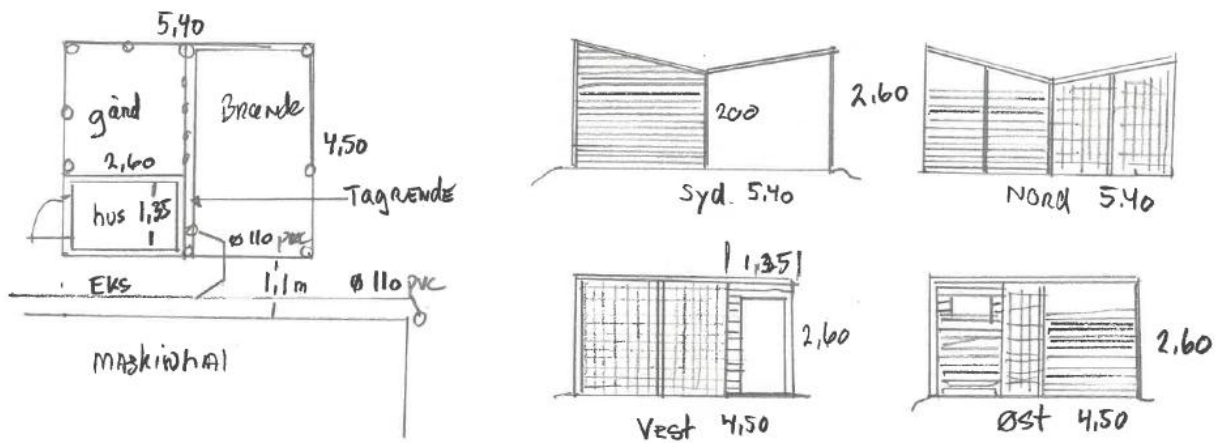 5,40
gård
Brænde
2,60
4,50
hus 1,35
TagRENDE
ø 110 pvc
EKS
1,1m
ø 110 pvc
MASKINHAl
200
2,60
Syd. 5,40
NORd 5.40
1,35
2,60
Vest 4,50
2,60
Øst 4,50